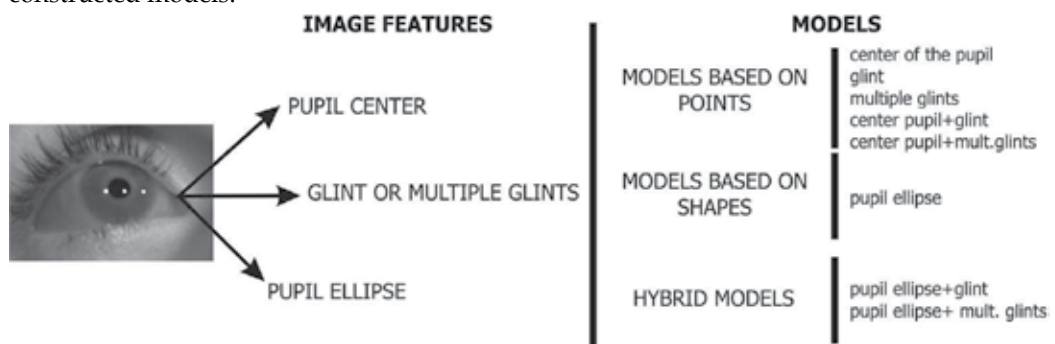 constructed models.
IMAGE FEATURES
PUPIL CENTER
GLINT OR MULTIPLE GLINTS
PUPIL ELLIPSE
MODELS
MODELS BASED ON
POINTS
center of the pupil
glint
multiple glints
center pupil+glint
center pupil+mult.glints
MODELS BASED ON
SHAPES
pupil ellipse
HYBRID MODELS
pupil ellipse+glint
pupil ellipse+ mult. glints